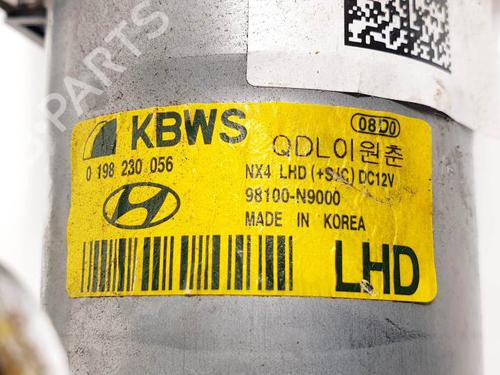 KBWS
08D0
QDL이원춘
0 198 230 056
NX4 LHD (+S/C) DC12V
98100-N9000
MADE IN KOREA
LHD